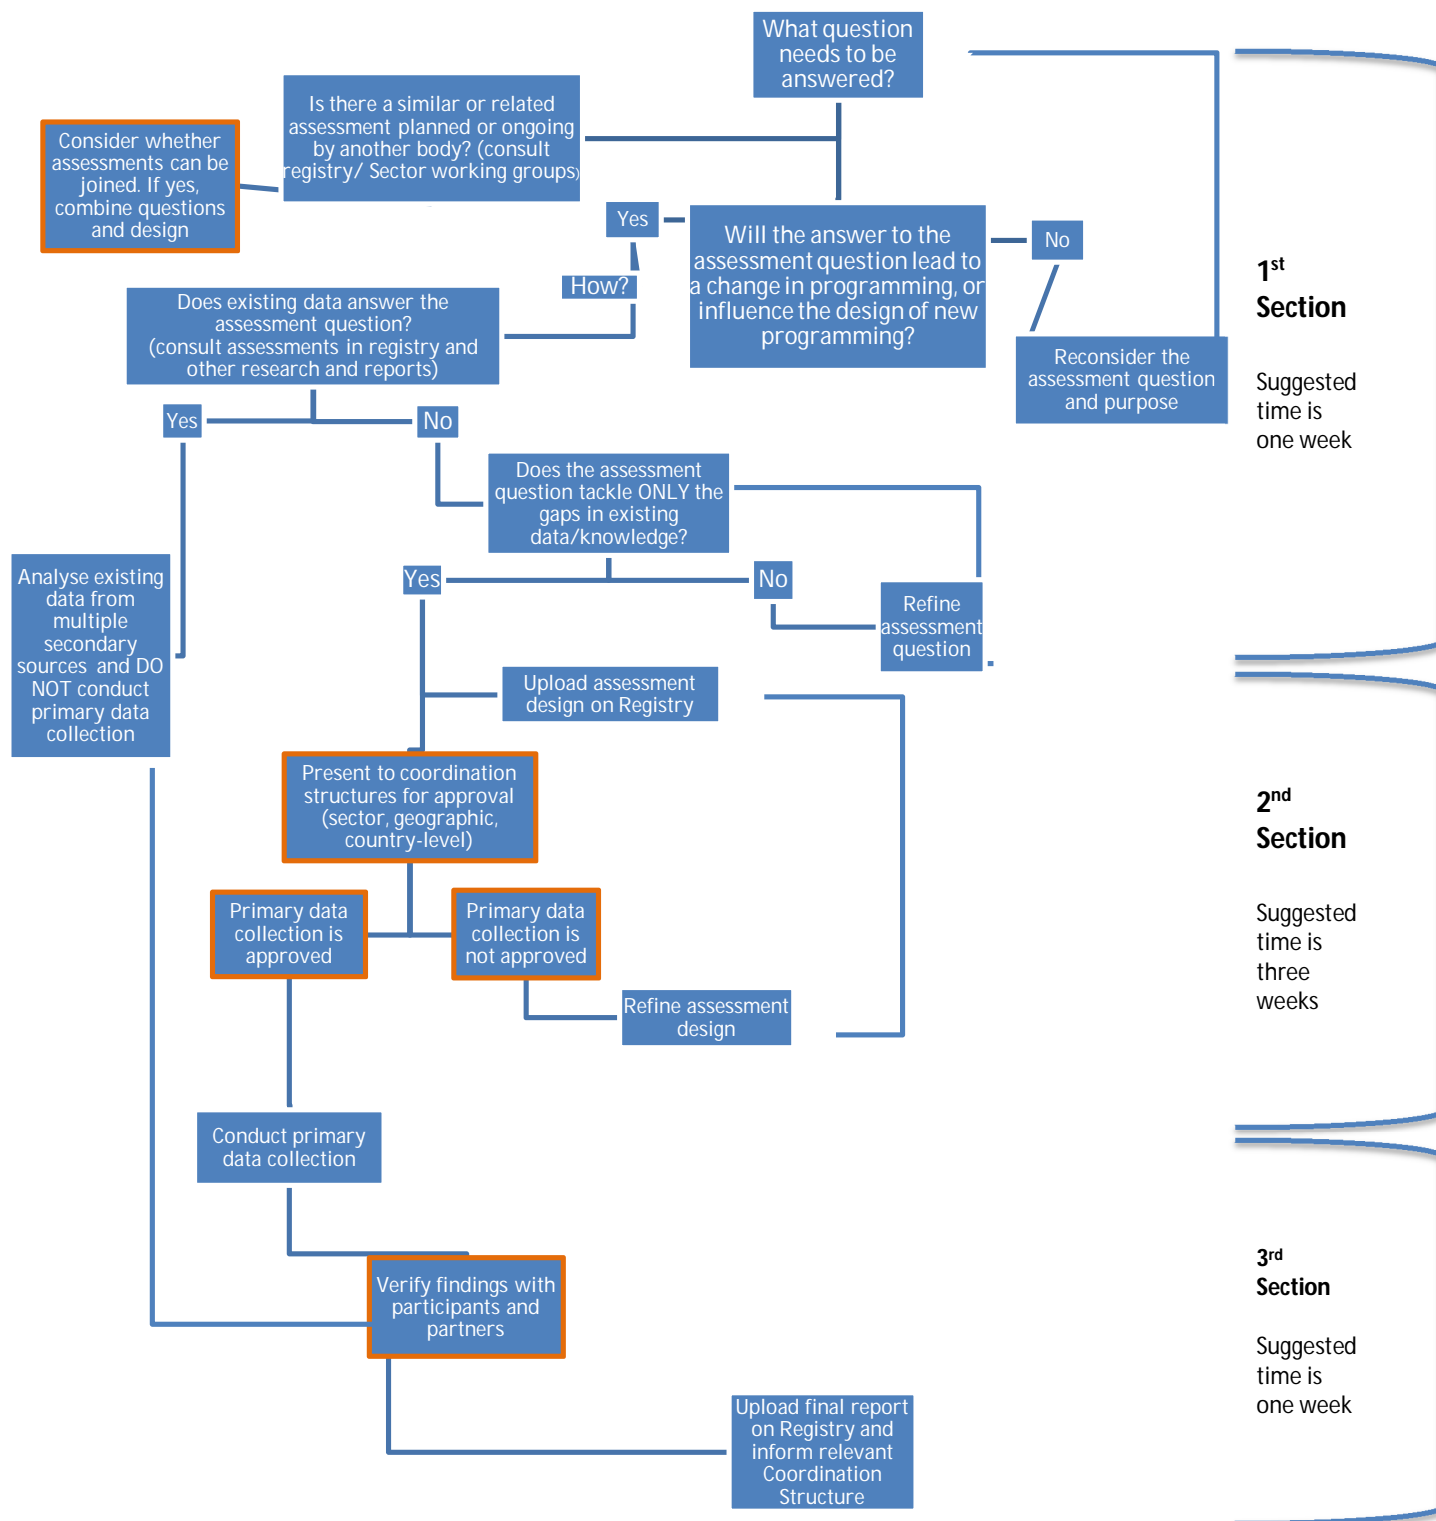 What question
needs to be
answered?
Is there a similar or related
assessment planned or ongoing
by another body? (consult
registry/ Sector working groups)
Consider whether
assessments can be
joined. If yes,
combine questions
and design
Yes
Will the answer to the
assessment question lead to
a change in programming, or
influence the design of new
programming?
No
How?
Reconsider the
assessment question
and purpose
Does existing data answer the
assessment question?
(consult assessments in registry and
other research and reports)
Yes
No
Does the assessment
question tackle ONLY the
gaps in existing
data/knowledge?
Yes
No
Refine
assessment
question
Analyse existing
data from
multiple
secondary
sources and DO
NOT conduct
primary data
collection
1st
Section
Suggested
time is
one week
Upload assessment
design on Registry
Present to coordination
structures for approval
(sector, geographic,
country-level)
Primary data
collection is
approved
Primary data
collection is
not approved
Refine assessment
design
2nd
Section
Suggested
time is
three
weeks
Conduct primary
data collection
Verify findings with
participants and
partners
Upload final report
on Registry and
inform relevant
Coordination
Structure
3rd
Section
Suggested
time is
one week